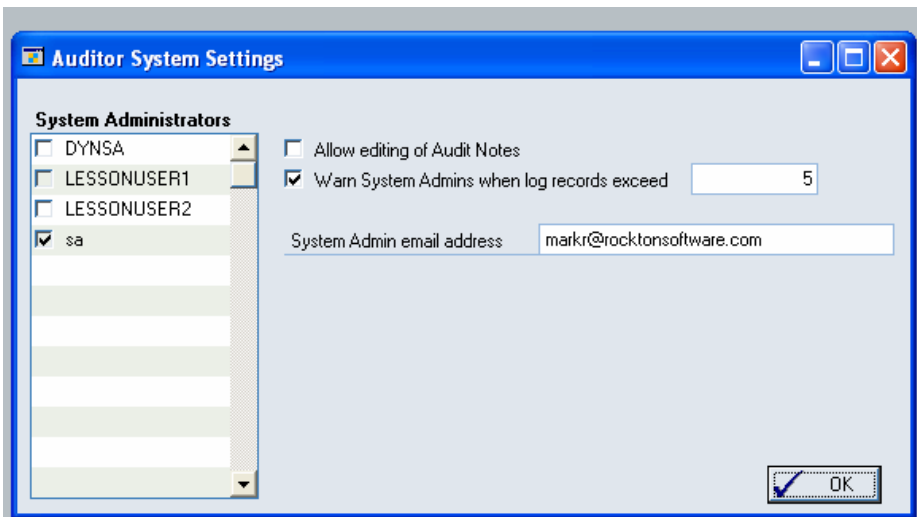 Auditor System Settings
System Administrators
DYNSA
LESSONUSER1
LESSONUSER2
sa
Allow editing of Audit Notes
Warn System Admins when log records exceed 5
System Admin email address markr@rocktonsoftware.com
OK